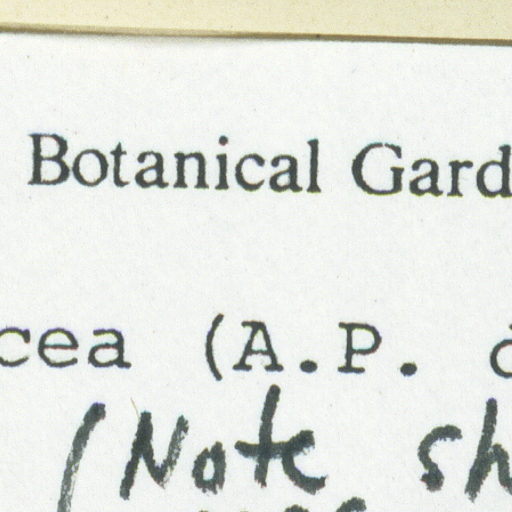 Botanical Gard
cea (A.P. d
(Note sh